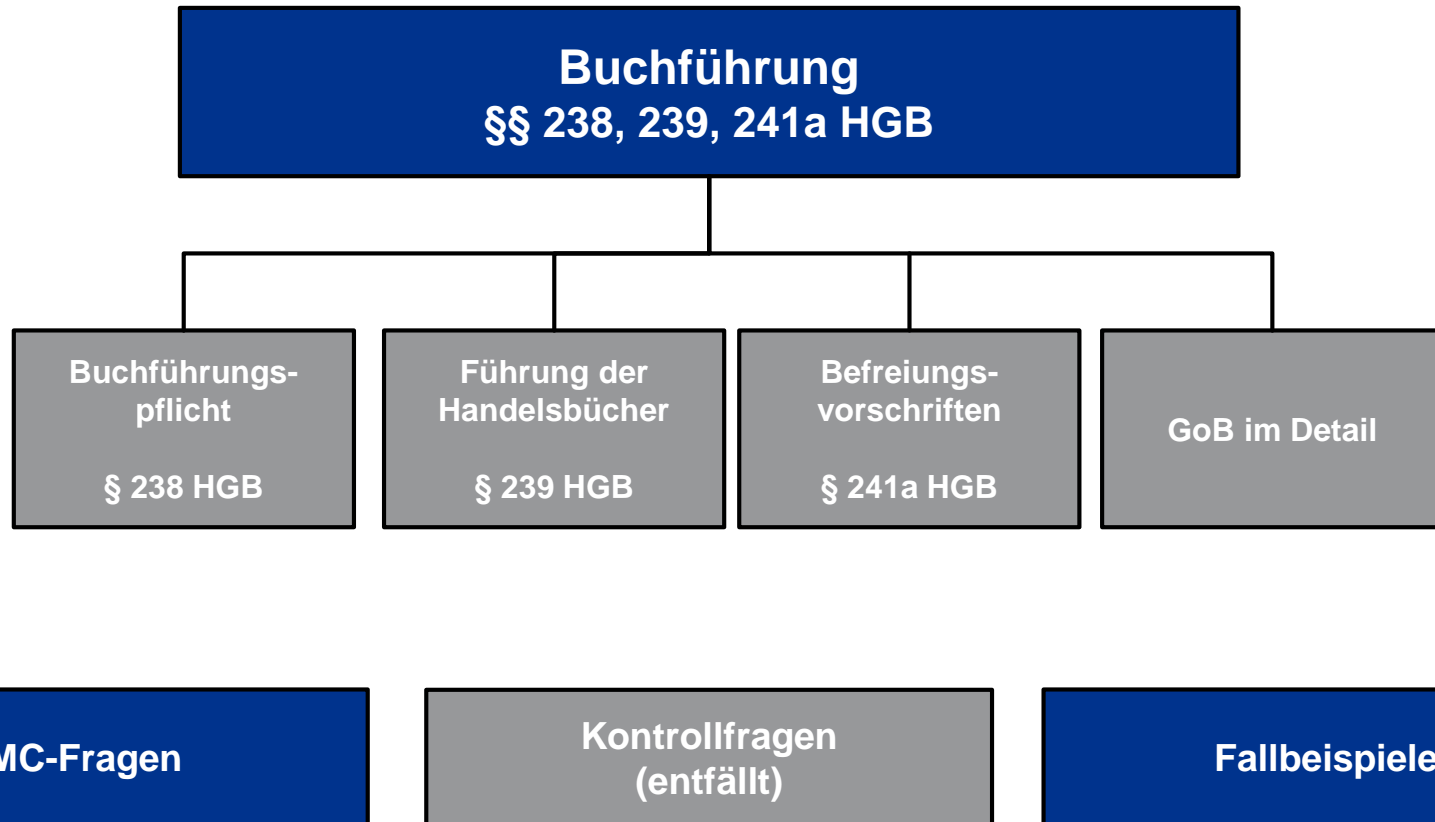 Buchführung
§§ 238, 239, 241a HGB
Buchführungs-
pflicht
§ 238 HGB
Führung der
Handelsbücher
§ 239 HGB
Befreiungs-
vorschriften
§ 241a HGB
GoB im Detail
MC-Fragen
Kontrollfragen
(entfällt)
Fallbeispiele